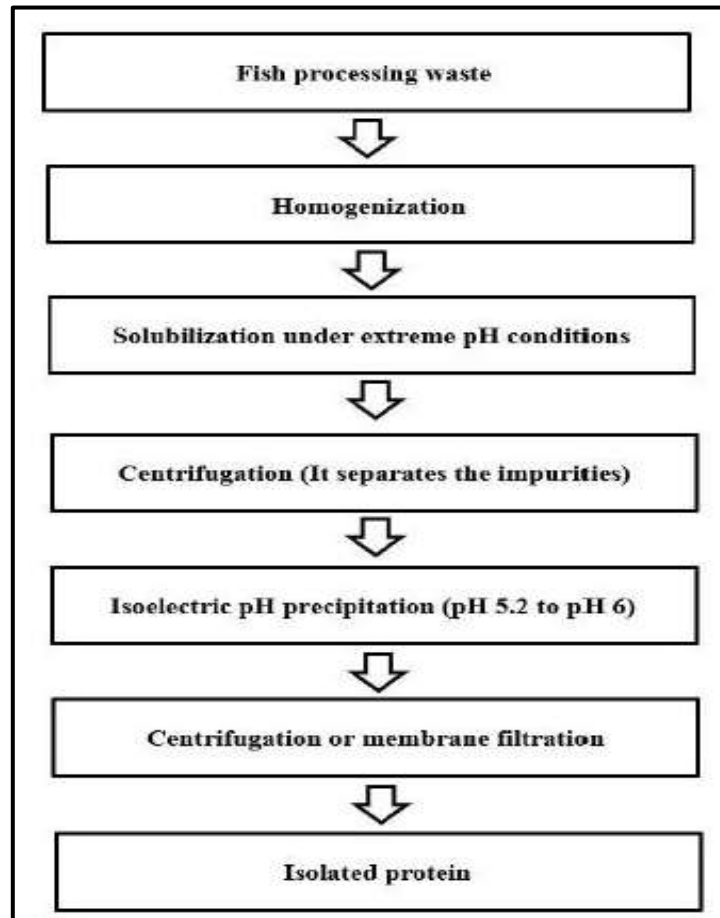 Fish processing waste
Homogenization
Solubilization under extreme pH conditions
Centrifugation (It separates the impurities)
Isoelectric pH precipitation (pH 5.2 to pH 6)
Centrifugation or membrane filtration
Isolated protein